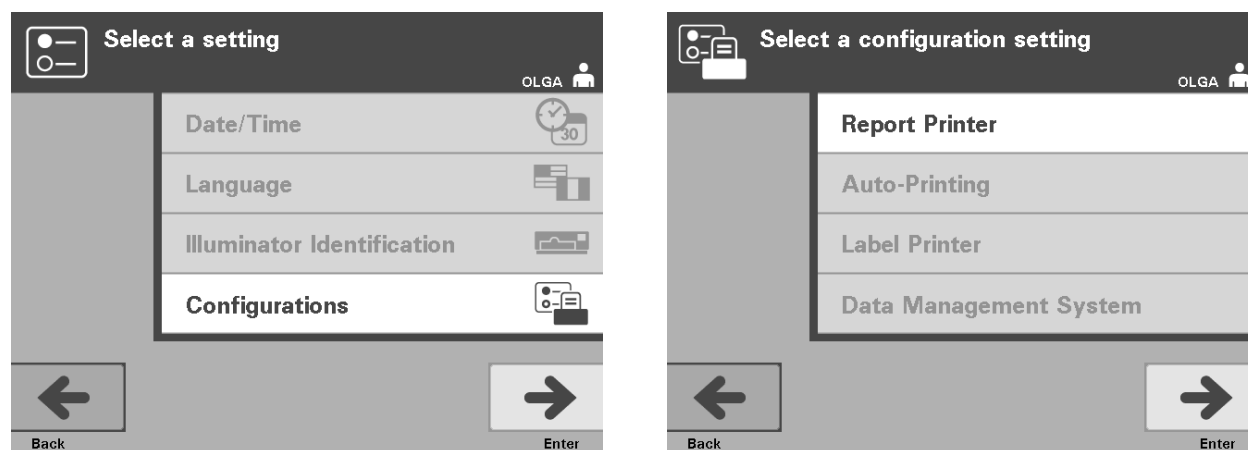 Select a setting
OLGA
Date/Time
30
Language
Illuminator Identification
Configurations
Back
Enter
Select a configuration setting
OLGA
Report Printer
Auto-Printing
Label Printer
Data Management System
Back
Enter